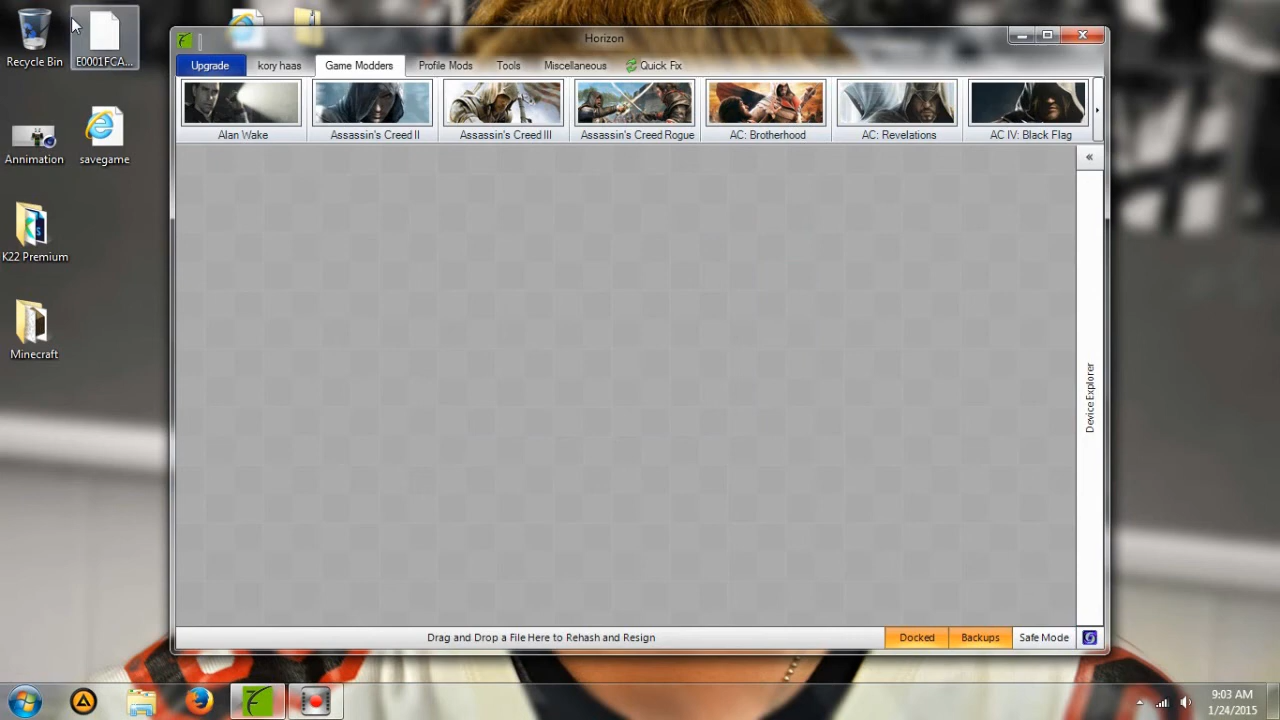 Horizon
Upgrade
kory haas
Game Modders
Profile Mods
Tools
Miscellaneous
Quick Fix
Alan Wake
Assassin's Creed II
Assassin's Creed III
Assassin's Creed Rogue
AC: Brotherhood
AC: Revelations
AC IV: Black Flag
Recycle Bin
E0001FCA...
Annimation
savegame
K22 Premium
Minecraft
«
Device Explorer
Drag and Drop a File Here to Rehash and Resign
Docked
Backups
Safe Mode
9:03 AM
1/24/2015